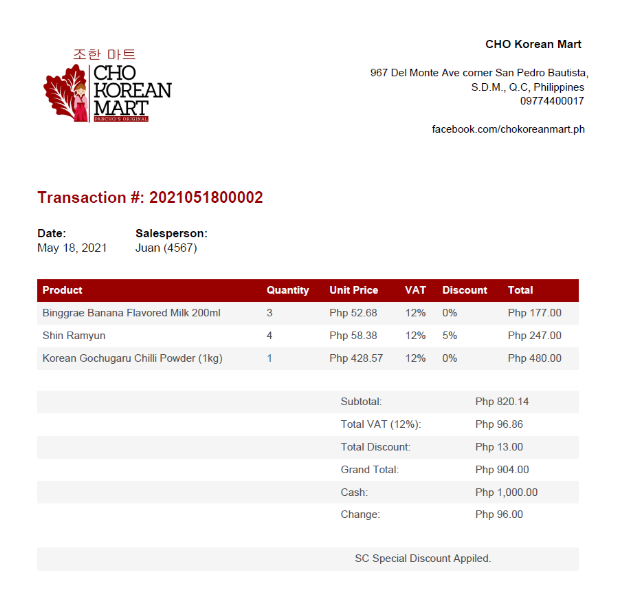 조한 마트
CHO
KOREAN
MART
PANCHO'S ORIGINAL
CHO Korean Mart
967 Del Monte Ave corner San Pedro Bautista,
S.D.M., Q.C, Philippines
09774400017
facebook.com/chokoreanmart.ph
Transaction #: 2021051800002
Date: Salesperson:
May 18, 2021 Juan (4567)
Product Quantity Unit Price VAT Discount Total
Binggrae Banana Flavored Milk 200ml 3 Php 52.68 12% 0% Php 177.00
Shin Ramyun 4 Php 58.38 12% 5% Php 247.00
Korean Gochugaru Chilli Powder (1kg) 1 Php 428.57 12% 0% Php 480.00
Subtotal: Php 820.14
Total VAT (12%): Php 96.86
Total Discount: Php 13.00
Grand Total: Php 904.00
Cash: Php 1,000.00
Change: Php 96.00
SC Special Discount Appiled.